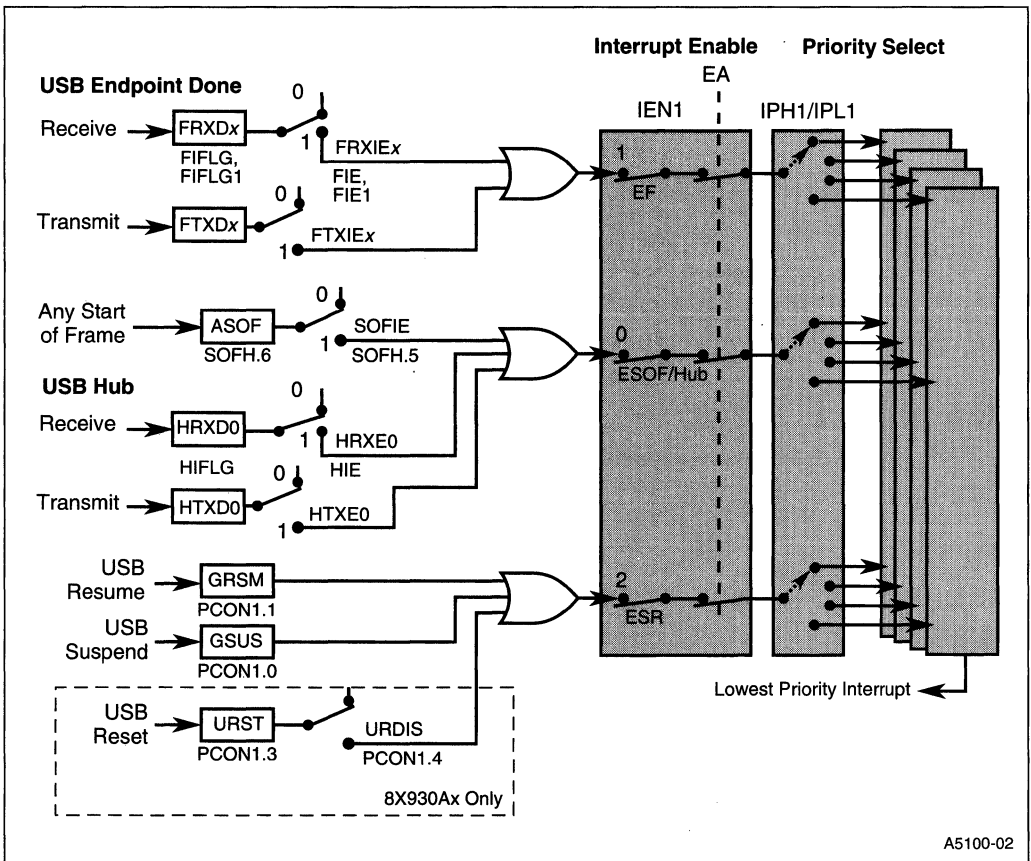 Interrupt Enable
Priority Select
EA
USB Endpoint Done
0
IEN1
IPH1/IPL1
Receive
FRXDx
1
FRXIEx
FIFLG,
FIFLG1
FIE,
FIE1
1
EF
0
Transmit
FTXDx
1
FTXIEx
Any Start
of Frame
0
ASOF
SOFH.6
1
SOFIE
SOFH.5
0
ESOF/Hub
USB Hub
Receive
0
HRXD0
1
HRXE0
HIFLG
HIE
0
Transmit
HTXD0
1
HTXE0
USB
Resume
GRSM
PCON1.1
2
ESR
USB
Suspend
GSUS
PCON1.0
Lowest Priority Interrupt
USB
Reset
URST
PCON1.3
URDIS
PCON1.4
8X930Ax Only
A5100-02